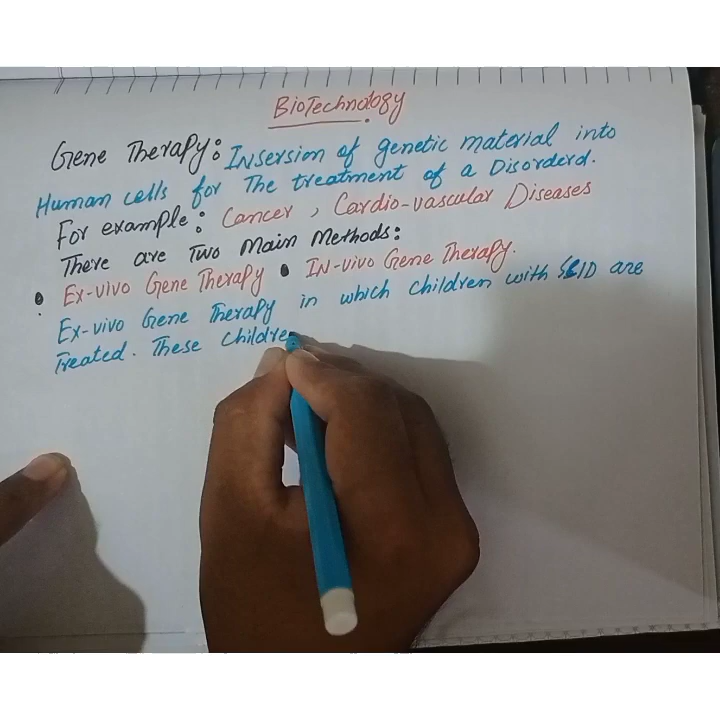 BioTechnology
Gene Therapy: Insersion of genetic material into
Human cells for The treatment of a Disorderd.
For example: Cancer, Cardio-vascular Diseases
There are Two Main Methods:
• Ex-vivo Gene Therapy • IN-vivo Gene Therapy.
Ex-vivo Gene Therapy in which children with SCID are
Treated. These Childre